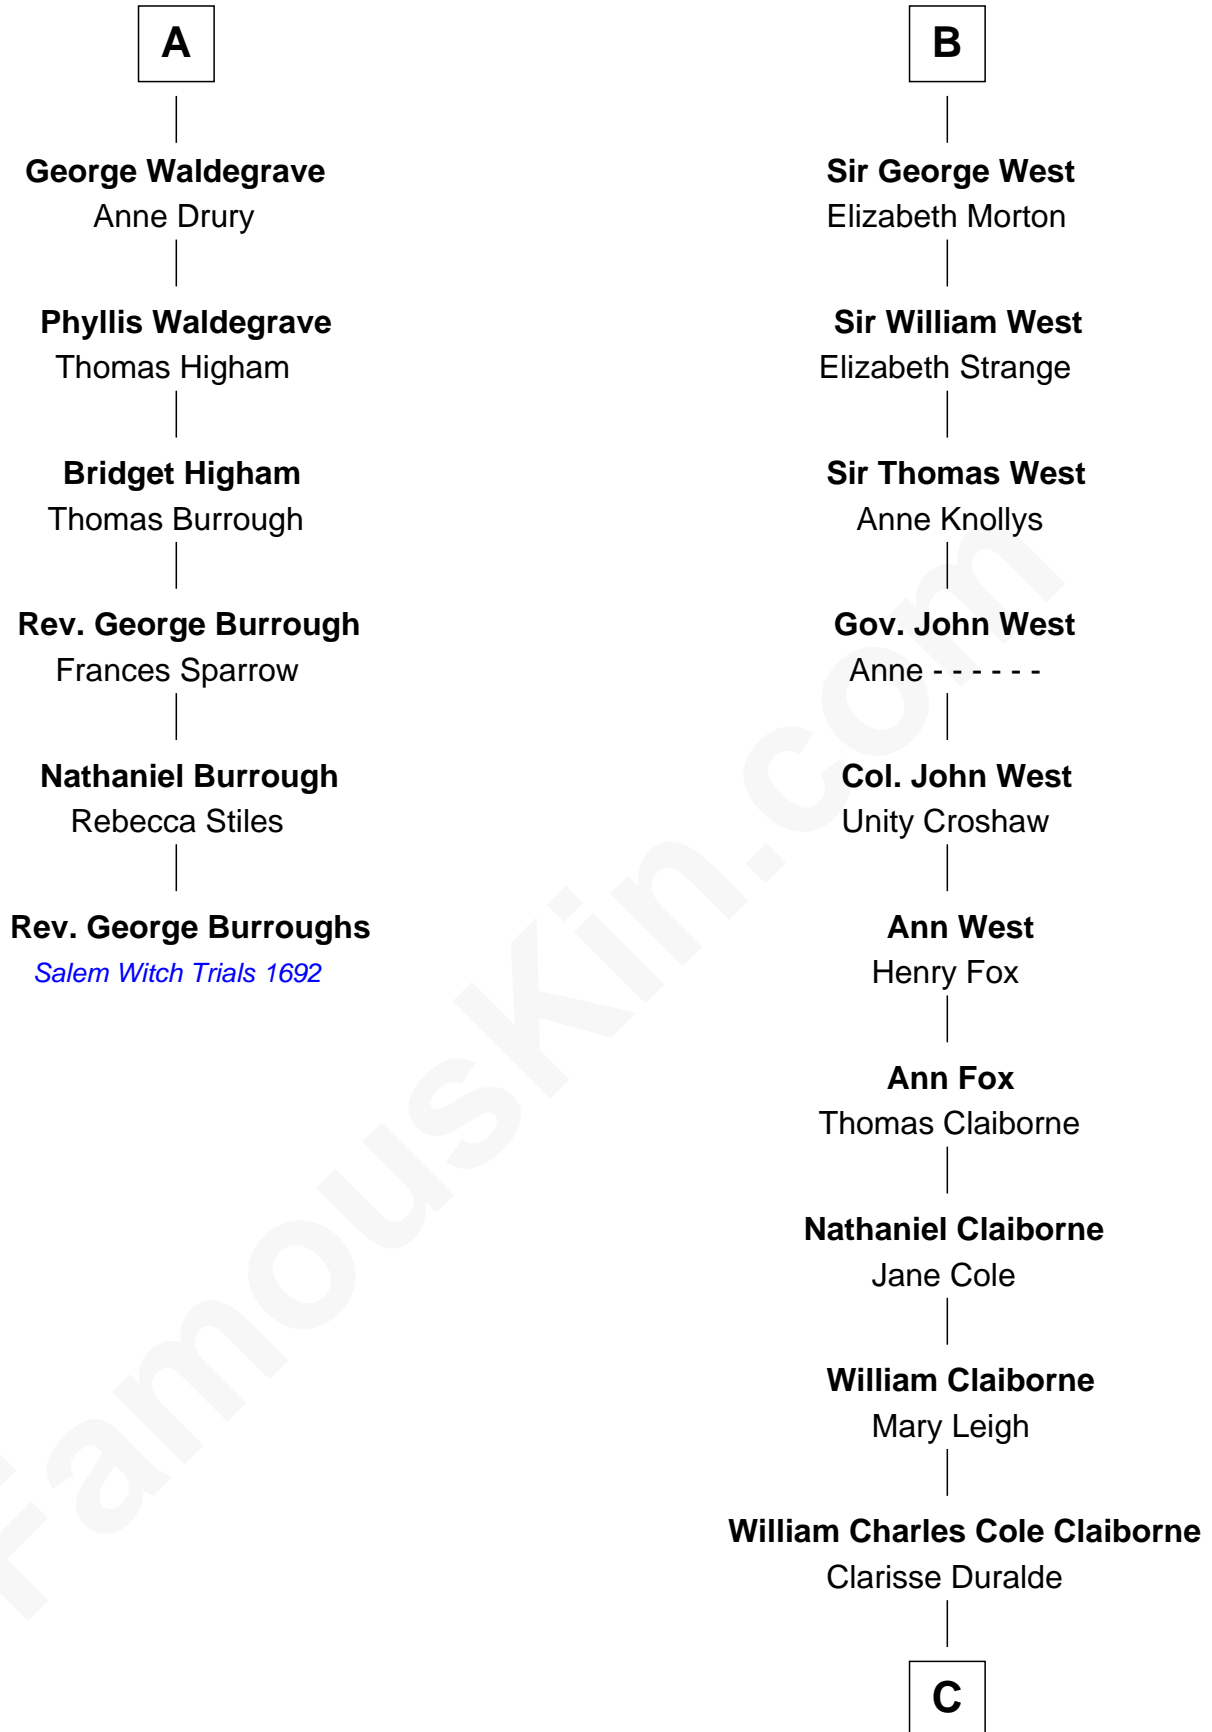 A
George Waldegrave
Anne Drury
Phyllis Waldegrave
Thomas Higham
Bridget Higham
Thomas Burrough
Rev. George Burrough
Frances Sparrow
Nathaniel Burrough
Rebecca Stiles
Rev. George Burroughs
Salem Witch Trials 1692
B
Sir George West
Elizabeth Morton
Sir William West
Elizabeth Strange
Sir Thomas West
Anne Knollys
Gov. John West
Anne - - - - - -
Col. John West
Unity Croshaw
Ann West
Henry Fox
Ann Fox
Thomas Claiborne
Nathaniel Claiborne
Jane Cole
William Claiborne
Mary Leigh
William Charles Cole Claiborne
Clarisse Duralde
C
FamousKin.com